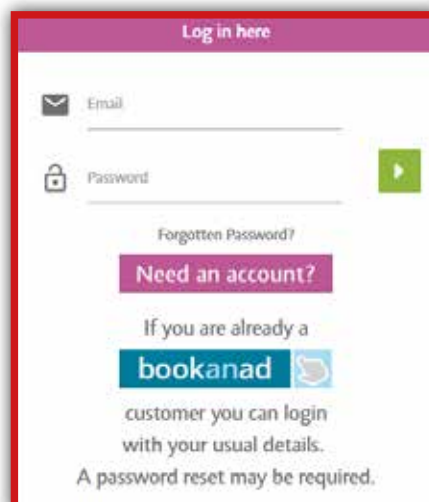 Log in here
Email
Password
Forgotten Password?
Need an account?
If you are already a
bookanad
customer you can login
with your usual details.
A password reset may be required.